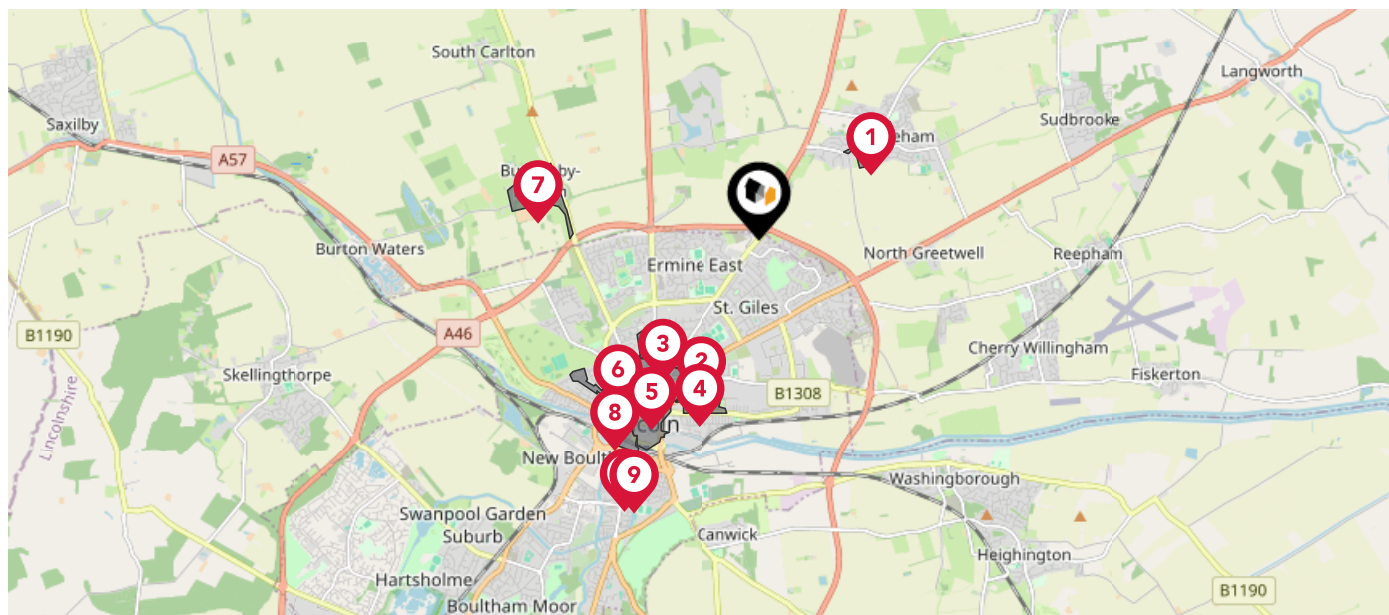 South Carlton
Langworth
Saxilby
Sudbrooke
1
eham
A57
7
Burton Waters
North Greetwell
Reepham
Ermine East
St. Giles
B1190
A46
3
2
6
5
4
8
Cherry Willingham
Skellingthorpe
Fiskerton
B1308
Lincolnshire
New Boulth
9
Washingborough
Swanpool Garden
Suburb
Canwick
Heighington
Hartsholme
Boultham Moor
B1190